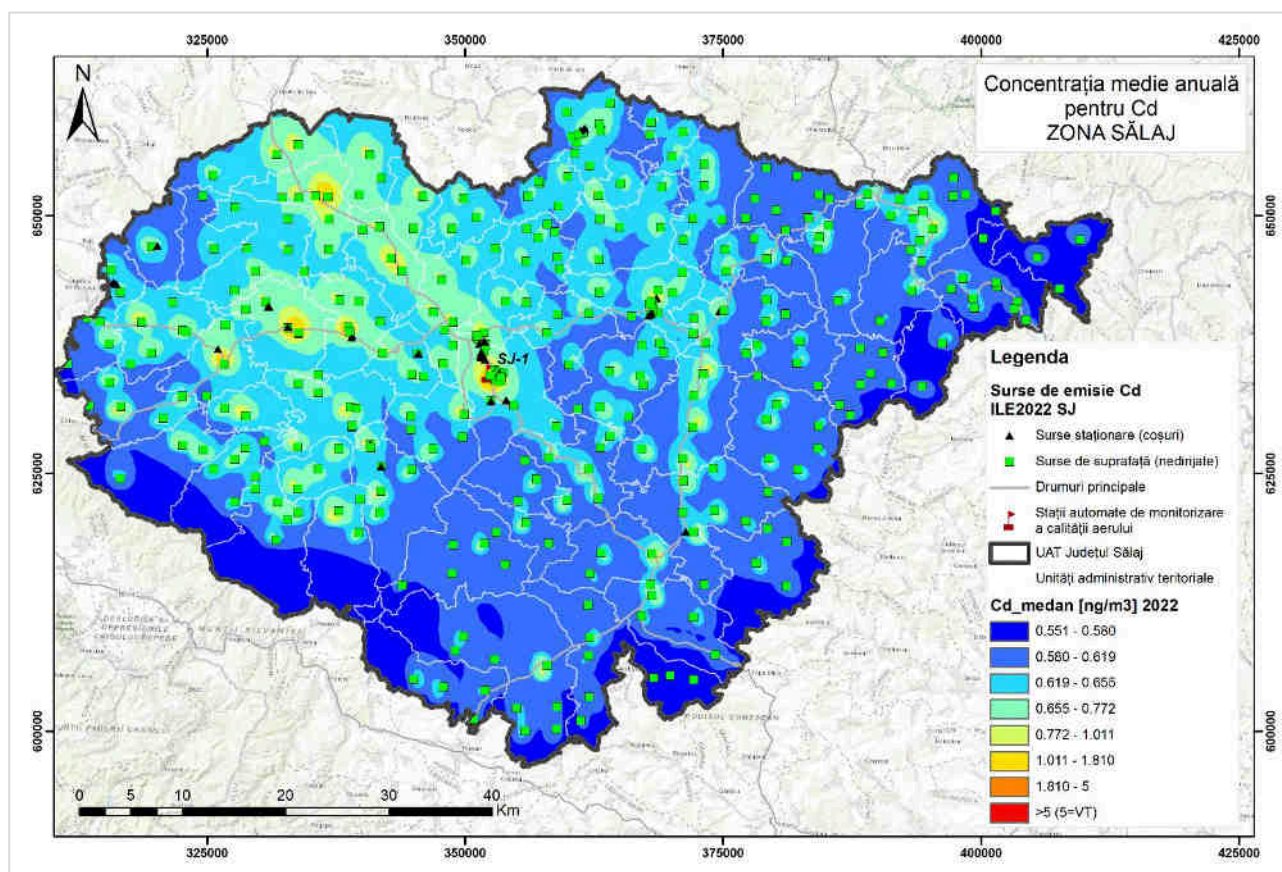 325000 350000 375000 400000 425000
N
Concentrația medie anuală
pentru Cd
ZONA SĂLAJ
650000 650000
SJ-1
Legenda
Surse de emisie Cd
ILE2022 SJ
Surse staționare (coșuri)
Surse de suprafață (nedirijate)
Drumuri principale
Stații automate de monitorizare
a calității aerului
UAT Județul Sălaj
Unități administrativ teritoriale
625000 625000
Cd_medan [ng/m3] 2022
0.551 - 0.580
0.580 - 0.619
0.619 - 0.655
0.655 - 0.772
0.772 - 1.011
1.011 - 1.810
1.810 - 5
>5 (5=VT)
600000 600000
0 5 10 20 30 40
Km
325000 350000 375000 400000 425000